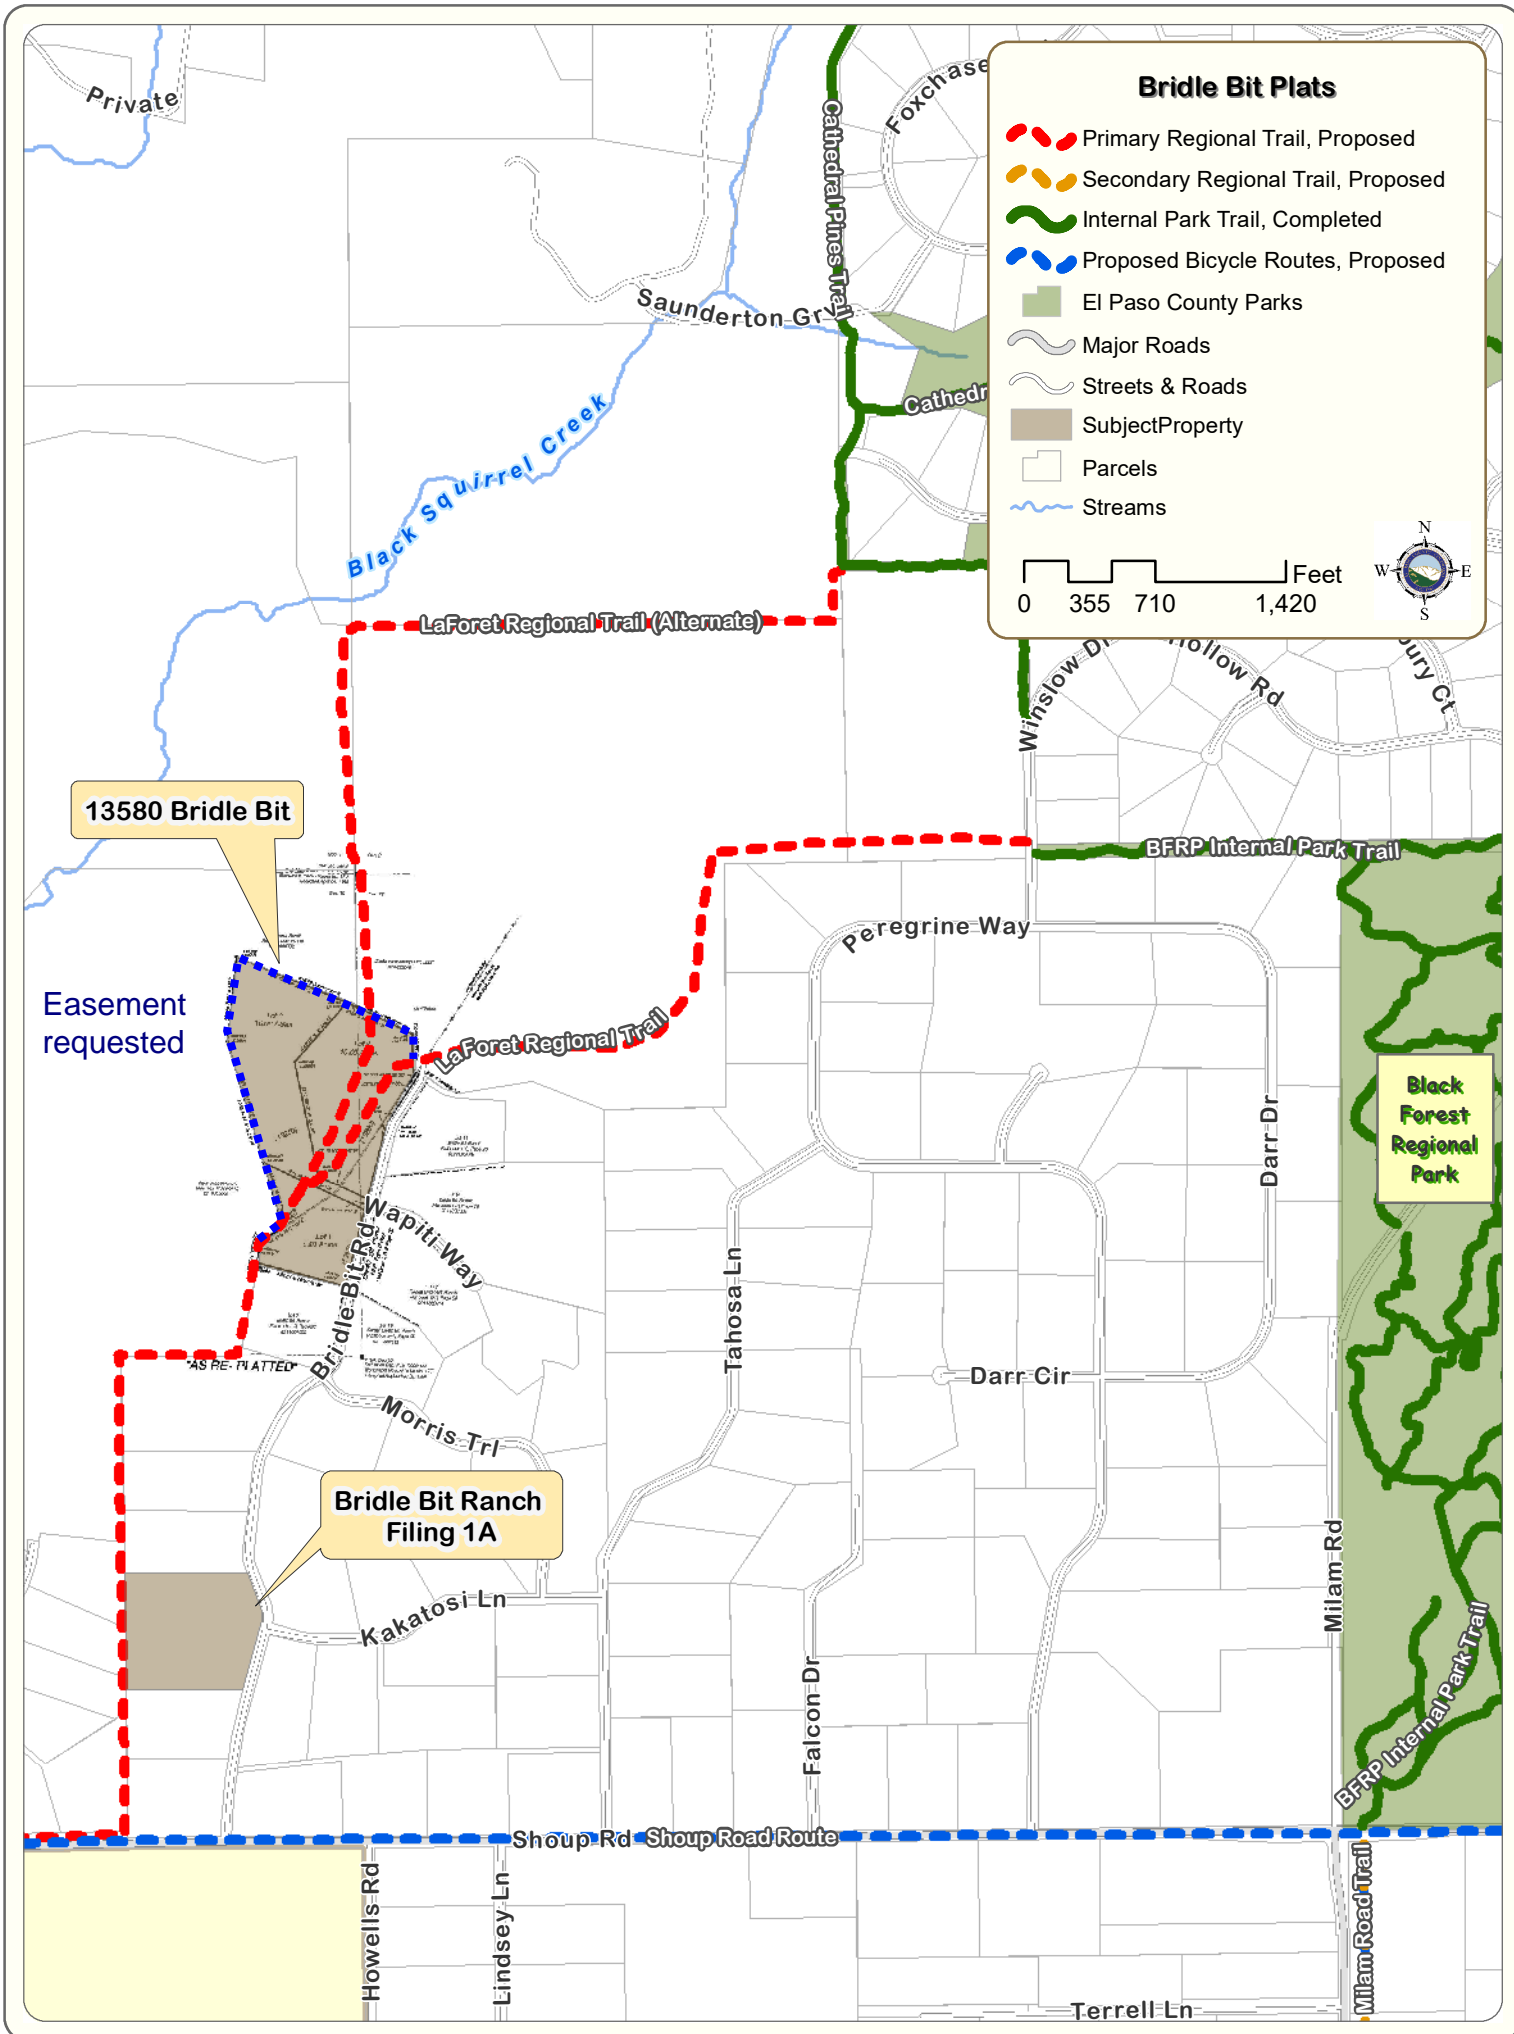 Private
Foxchase
Cathedral Pines Trail
Saunderton Grv
Cathedr
Black Squirrel Creek
Bridle Bit Plats
Primary Regional Trail, Proposed
Secondary Regional Trail, Proposed
Internal Park Trail, Completed
Proposed Bicycle Routes, Proposed
El Paso County Parks
Major Roads
Streets & Roads
SubjectProperty
Parcels
Streams
N
W E
S
Feet
0 355 710 1,420
LaForet Regional Trail (Alternate)
Winslow Dr
Hollow Rd
bury Ct
13580 Bridle Bit
BFRP Internal Park Trail
Peregrine Way
Easement
requested
LaForet Regional Trail
Black
Forest
Regional
Park
Darr Dr
Wapiti Way
Bridle Bit Rd
Tahosa Ln
"AS RE-PLATTED"
Darr Cir
Morris Trl
Bridle Bit Ranch
Filing 1A
Kakatosi Ln
Milam Rd
Falcon Dr
BFRP Internal Park Trail
Shoup Rd
Shoup Road Route
Howells Rd
Lindsey Ln
Milam Road Trail
Terrell Ln